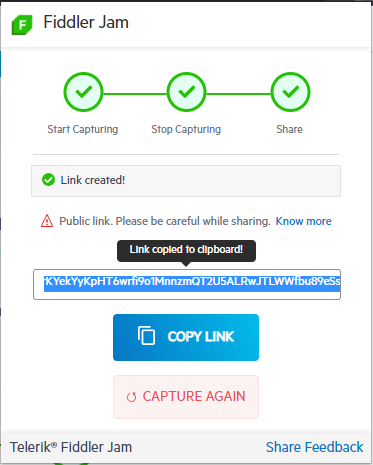 F Fiddler Jam
Start Capturing Stop Capturing Share
Link created!
Public link. Please be careful while sharing. Know more
Link copied to clipboard!
rKYekYyKpHT6wrfi9o1MnnzmQT2U5ALRwJTLWWfbu89eSs
COPY LINK
CAPTURE AGAIN
Telerik® Fiddler Jam Share Feedback